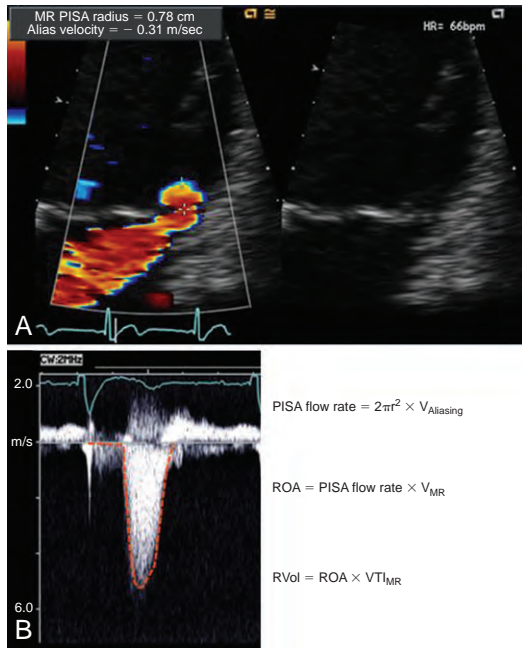 MR PISA radius = 0.78 cm
Alias velocity = − 0.31 m/sec
HR= 66bpm
A
CW:2MHz
2.0
m/s
6.0
B
PISA flow rate = 2πr² × V_Aliasing
ROA = PISA flow rate × V_MR
RVol = ROA × VTI_MR